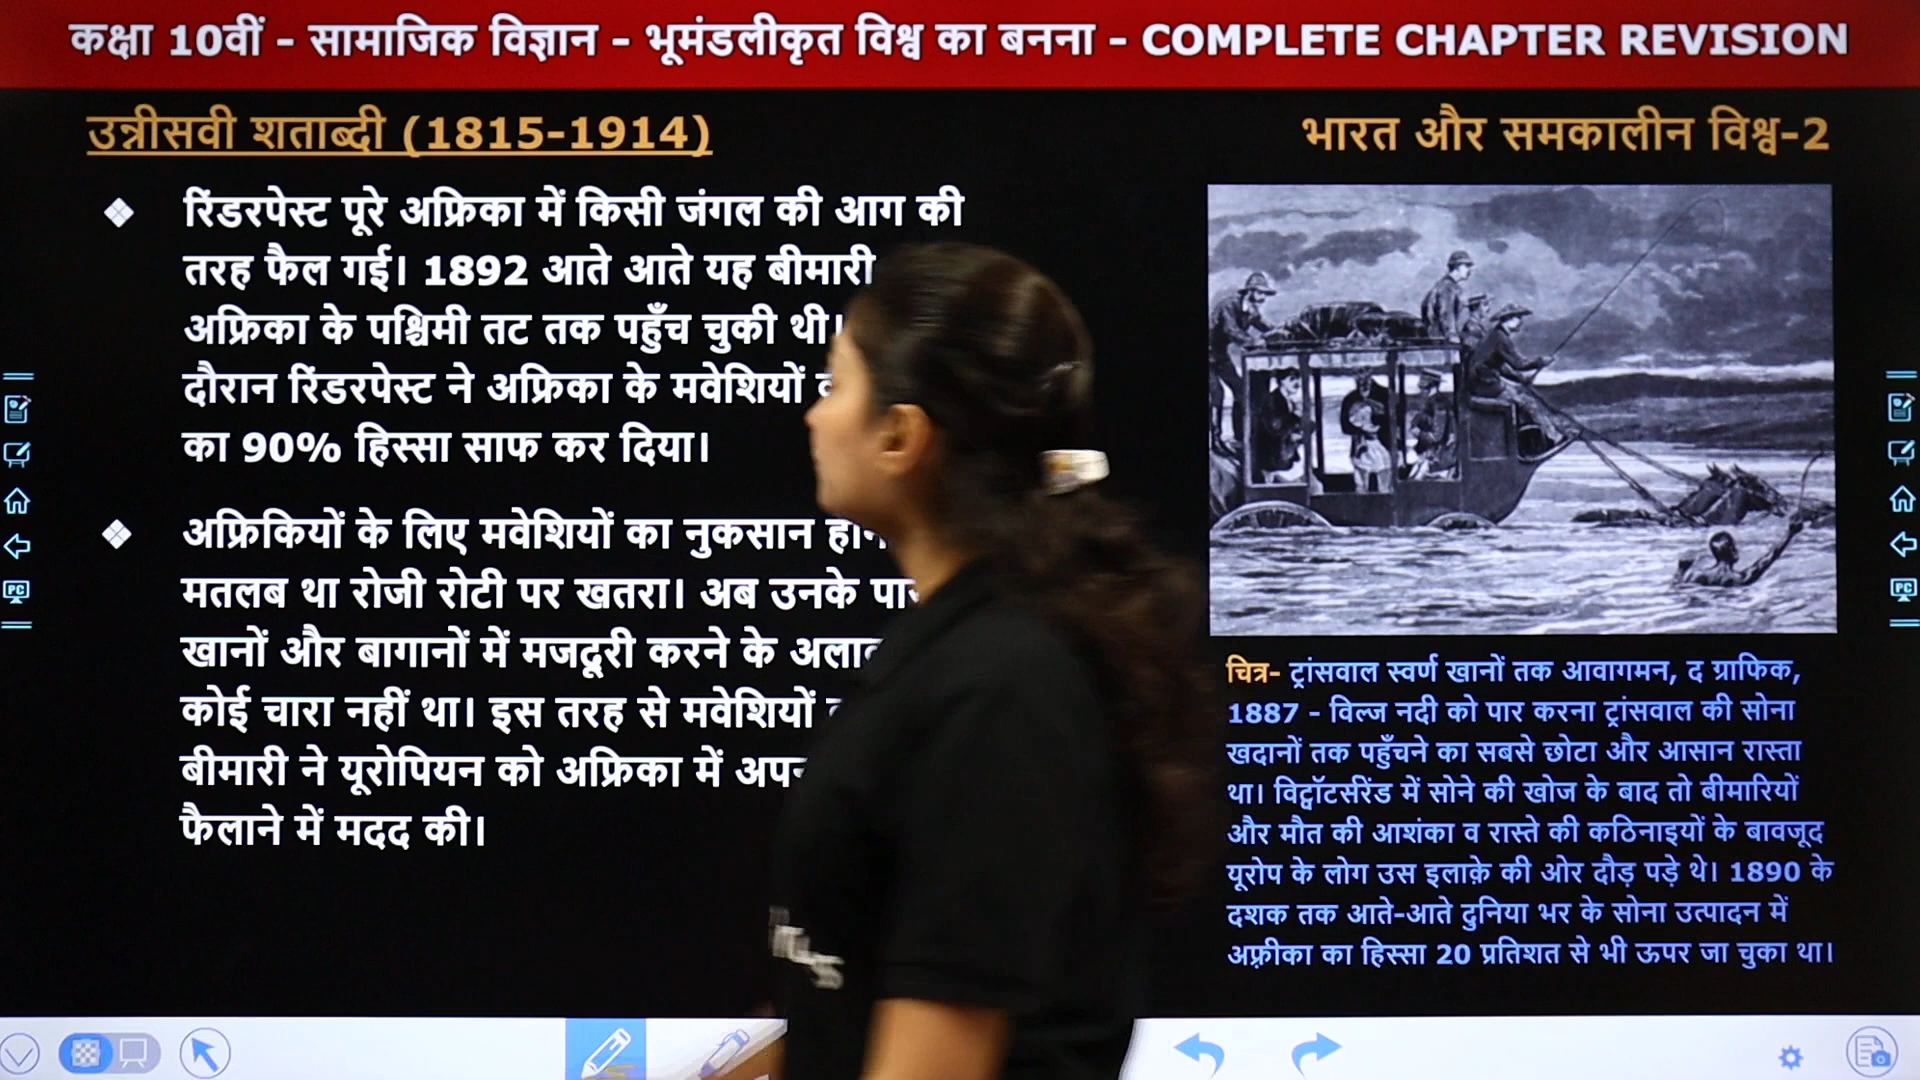 कक्षा 10वीं - सामाजिक विज्ञान - भूमंडलीकृत विश्व का बनना - COMPLETE CHAPTER REVISION
उन्नीसवी शताब्दी (1815-1914)
भारत और समकालीन विश्व-2
रिंडरपेस्ट पूरे अफ्रिका में किसी जंगल की आग की
तरह फैल गई। 1892 आते आते यह बीमारी
अफ्रिका के पश्चिमी तट तक पहुँच चुकी थी।
दौरान रिंडरपेस्ट ने अफ्रिका के मवेशियों
का 90% हिस्सा साफ कर दिया।
अफ्रिकियों के लिए मवेशियों का नुकसान
मतलब था रोजी रोटी पर खतरा। अब उनके
खानों और बागानों में मजदूरी करने के
कोई चारा नहीं था। इस तरह से मवेशियों
बीमारी ने यूरोपियन को अफ्रिका में
फैलाने में मदद की।
चित्र- ट्रांसवाल स्वर्ण खानों तक आवागमन, द ग्राफिक,
1887 - विल्ज नदी को पार करना ट्रांसवाल की सोना
खदानों तक पहुँचने का सबसे छोटा और आसान रास्ता
था। विट्वॉटर्सरेंड में सोने की खोज के बाद तो बीमारियों
और मौत की आशंका व रास्ते की कठिनाइयों के बावजूद
यूरोप के लोग उस इलाक़े की ओर दौड़ पड़े थे। 1890 के
दशक तक आते-आते दुनिया भर के सोना उत्पादन में
अफ़्रीका का हिस्सा 20 प्रतिशत से भी ऊपर जा चुका था।
PC
PC